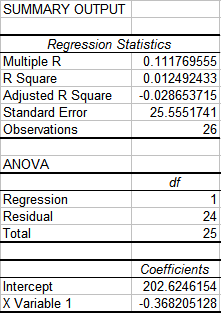 SUMMARY OUTPUT
Regression Statistics
Multiple R 0.111769555
R Square 0.012492433
Adjusted R Square -0.028653715
Standard Error 25.5551741
Observations 26
ANOVA
df
Regression 1
Residual 24
Total 25
Coefficients
Intercept 202.6246154
X Variable 1 -0.368205128